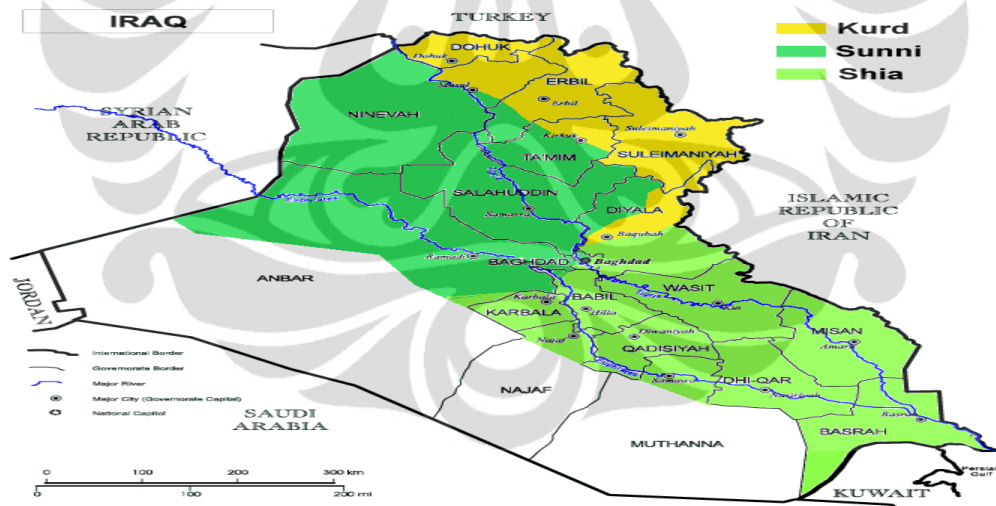 IRAQ
TURKEY
Kurd
Sunni
Shia
DOHUK
Dohuk
ERBIL
Erbil
NINEVAH
SYRIAN
ARAB
REPUBLIC
Kirkuk
Suleimaniyah
TA'MIM
SULEIMANIYAH
SALAHUDDIN
Samarra
DIYALA
Baqubah
ISLAMIC
REPUBLIC
OF
IRAN
Euphrates
Ramadi
BAGHDAD
Baghdad
ANBAR
JORDAN
WASIT
Kut
Karbala
BABIL
KARBALA
Hilla
Najaf
Diwaniyah
QADISIYAH
MISAN
Amara
International Border
Governorate Border
Major River
Major City (Governorate Capital)
National Capitol
NAJAF
Samawa
DHI-QAR
BASRAH
SAUDI
ARABIA
MUTHANNA
Persian
Gulf
KUWAIT
0 100 200 300 km
0 100 200 mi